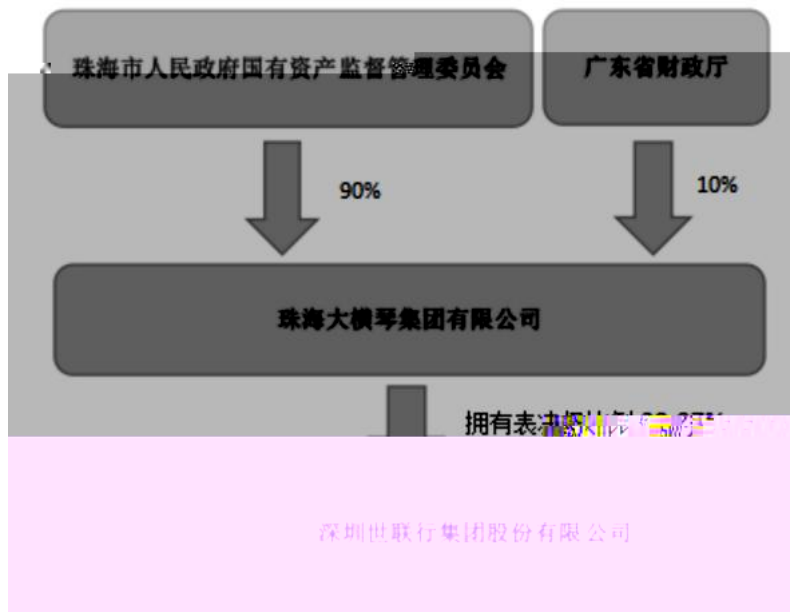 珠海市人民政府国有资产监督管理委员会
广东省财政厅
90%
10%
珠海大横琴集团有限公司
拥有表决权比例
深圳世联行集团股份有限公司